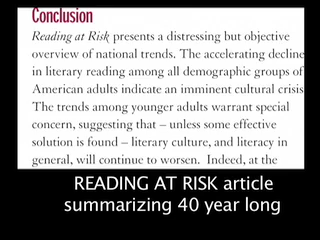 Conclusion
Reading at Risk presents a distressing but objective
overview of national trends. The accelerating decline
in literary reading among all demographic groups of
American adults indicate an imminent cultural crisis
The trends among younger adults warrant special
concern, suggesting that – unless some effective
solution is found – literary culture, and literacy in
general, will continue to worsen. Indeed, at the
READING AT RISK article
summarizing 40 year long